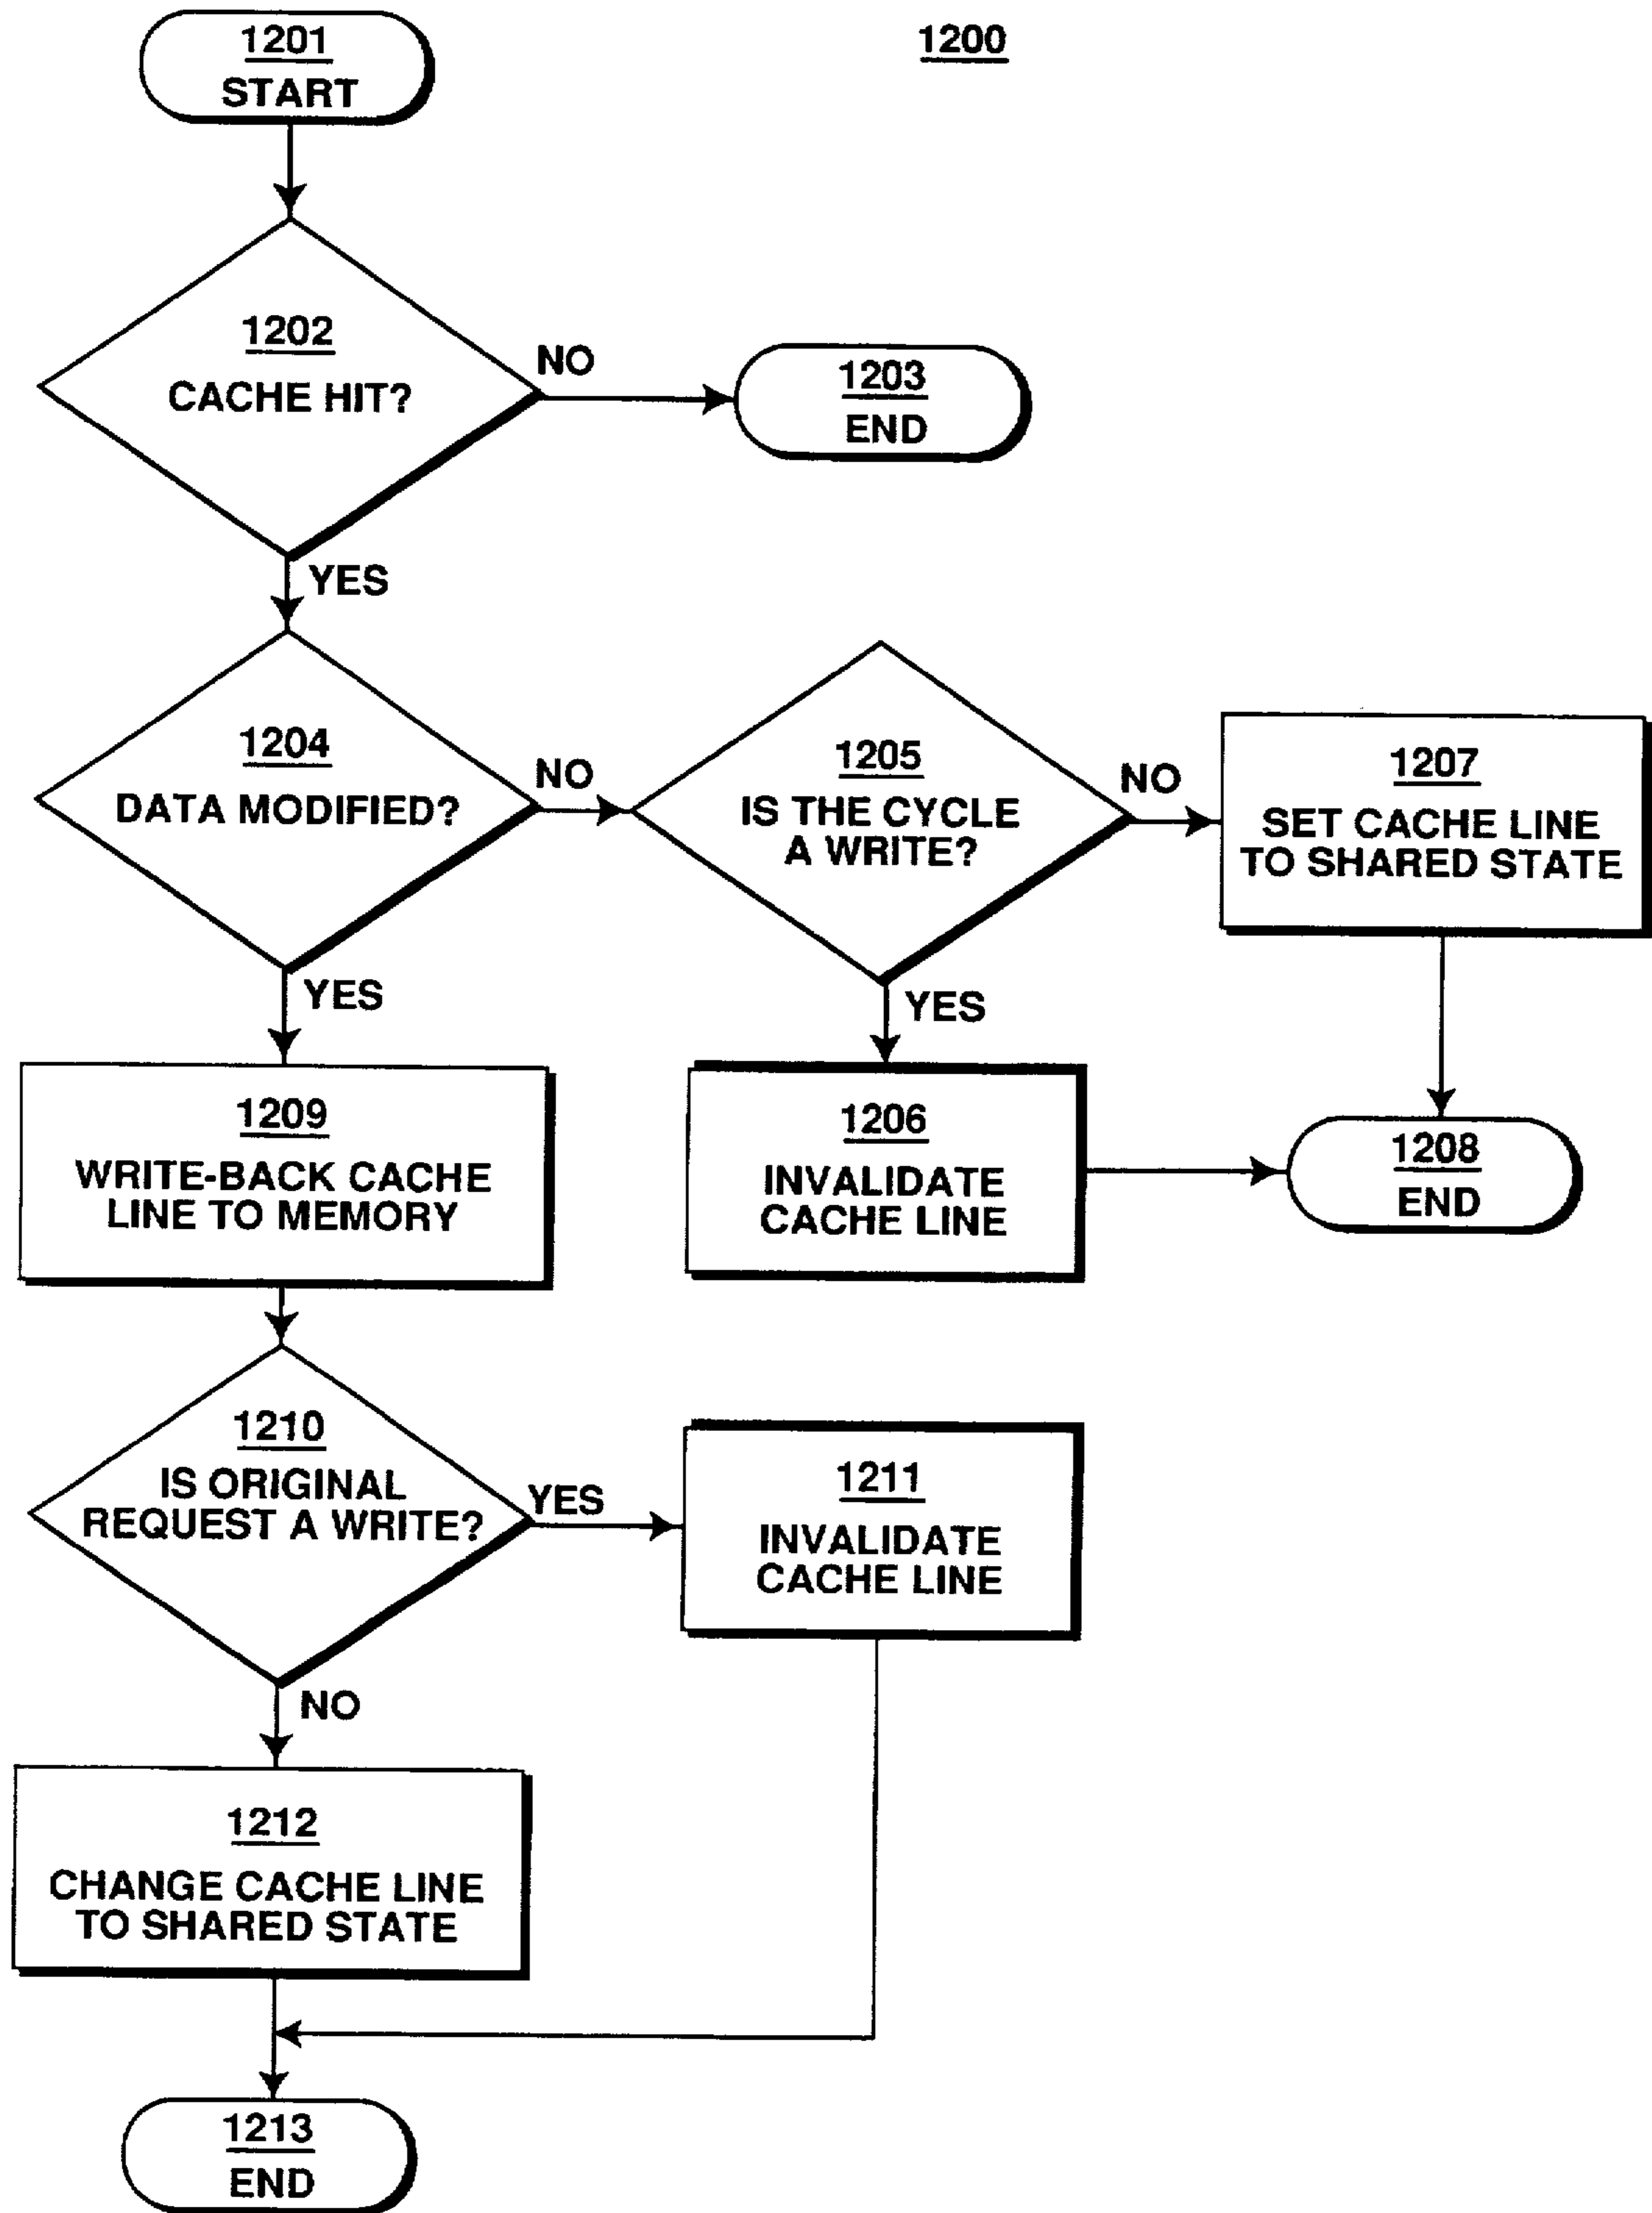 1200
1201
START
1202
CACHE HIT?
NO
1203
END
YES
1204
DATA MODIFIED?
NO
1205
IS THE CYCLE
A WRITE?
NO
1207
SET CACHE LINE
TO SHARED STATE
YES
YES
1209
WRITE-BACK CACHE
LINE TO MEMORY
1206
INVALIDATE
CACHE LINE
1208
END
1210
IS ORIGINAL
REQUEST A WRITE?
YES
1211
INVALIDATE
CACHE LINE
NO
1212
CHANGE CACHE LINE
TO SHARED STATE
1213
END